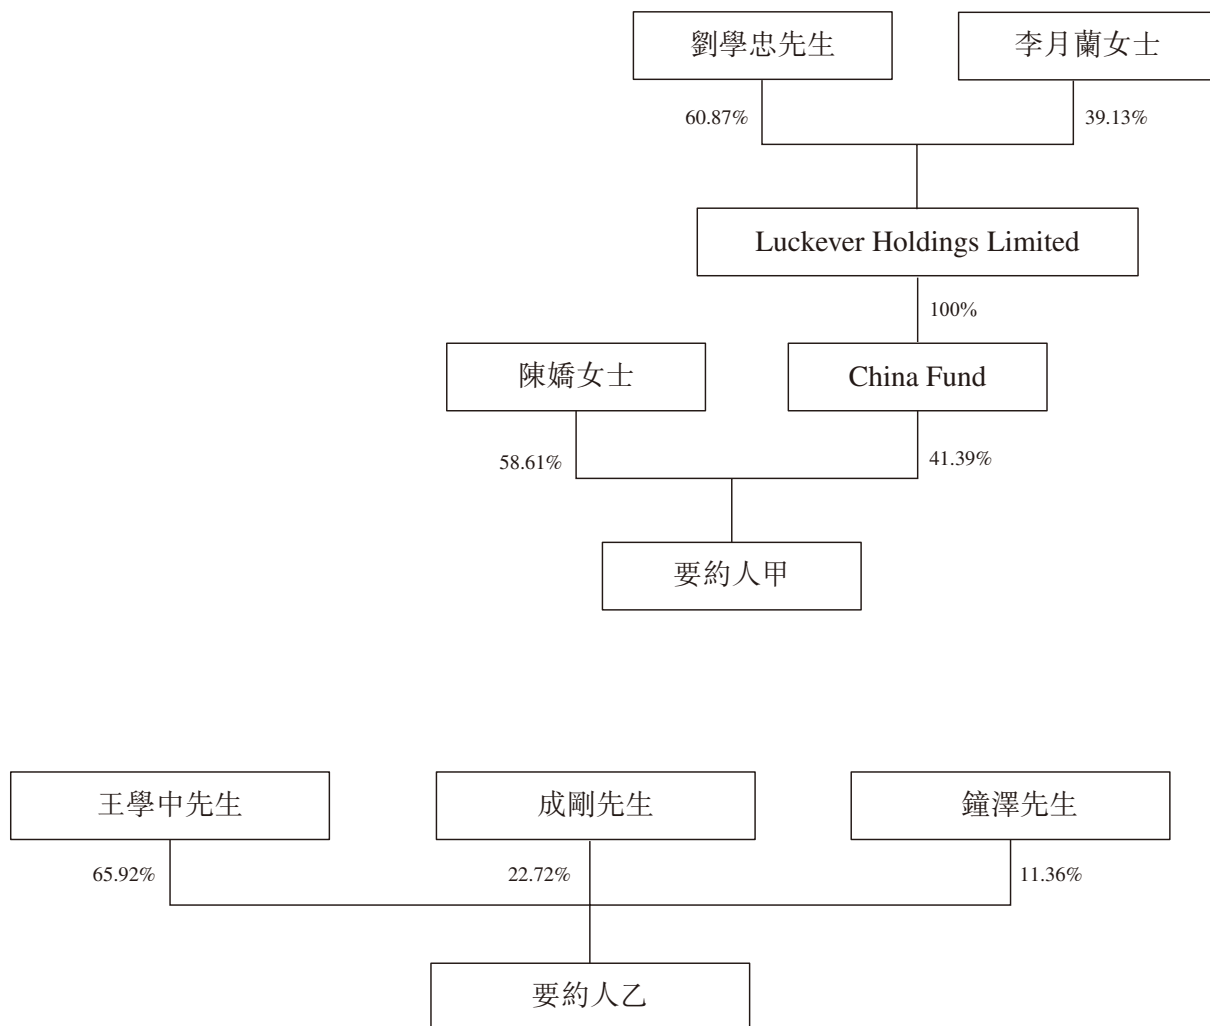 劉學忠先生
李月蘭女士
60.87%
39.13%
Luckever Holdings Limited
100%
陳嬌女士
China Fund
58.61%
41.39%
要約人甲
王學中先生
成剛先生
鐘澤先生
65.92%
22.72%
11.36%
要約人乙